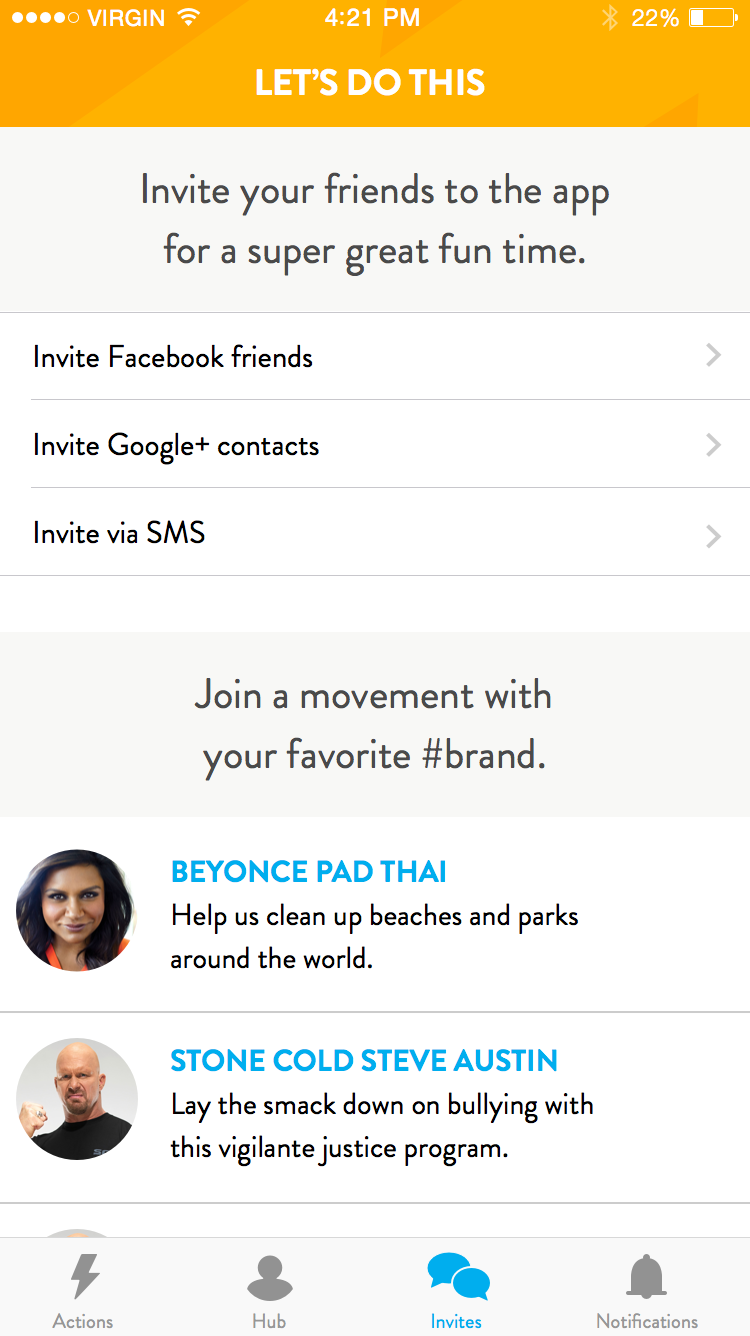 VIRGIN 4:21 PM 22%
LET'S DO THIS
Invite your friends to the app
for a super great fun time.
Invite Facebook friends
Invite Google+ contacts
Invite via SMS
Join a movement with
your favorite #brand.
BEYONCE PAD THAI
Help us clean up beaches and parks
around the world.
STONE COLD STEVE AUSTIN
Lay the smack down on bullying with
this vigilante justice program.
Actions Hub Invites Notifications